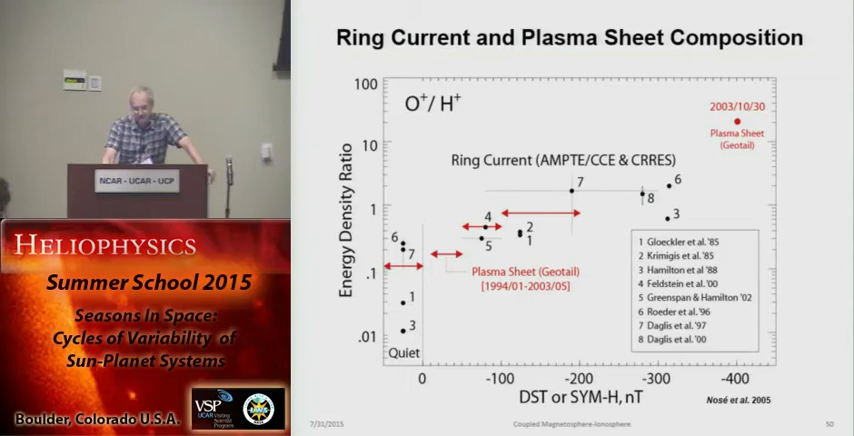 NCAR - UCAR - UCP
HELIOPHYSICS
Summer School 2015
Seasons In Space:
Cycles of Variability of
Sun-Planet Systems
Boulder, Colorado U.S.A.
VSP
UCAR Visiting
Scientist
Programs
Ring Current and Plasma Sheet Composition
O⁺/ H⁺
2003/10/30
Plasma Sheet
(Geotail)
Ring Current (AMPTE/CCE & CRRES)
Energy Density Ratio
100
10
1
.1
.01
6
7
1
3
Quiet
4
5
2
1
7
8
6
3
Plasma Sheet (Geotail)
[1994/01-2003/05]
1 Gloeckler et al.'85
2 Krimigis et al.'85
3 Hamilton et al '88
4 Feldstein et al.'00
5 Greenspan & Hamilton '02
6 Roeder et al.'96
7 Daglis et al.'97
8 Daglis et al.'00
0 -100 -200 -300 -400
DST or SYM-H, nT
Nosé et al. 2005
7/31/2015
Coupled Magnetosphere-Ionosphere
50